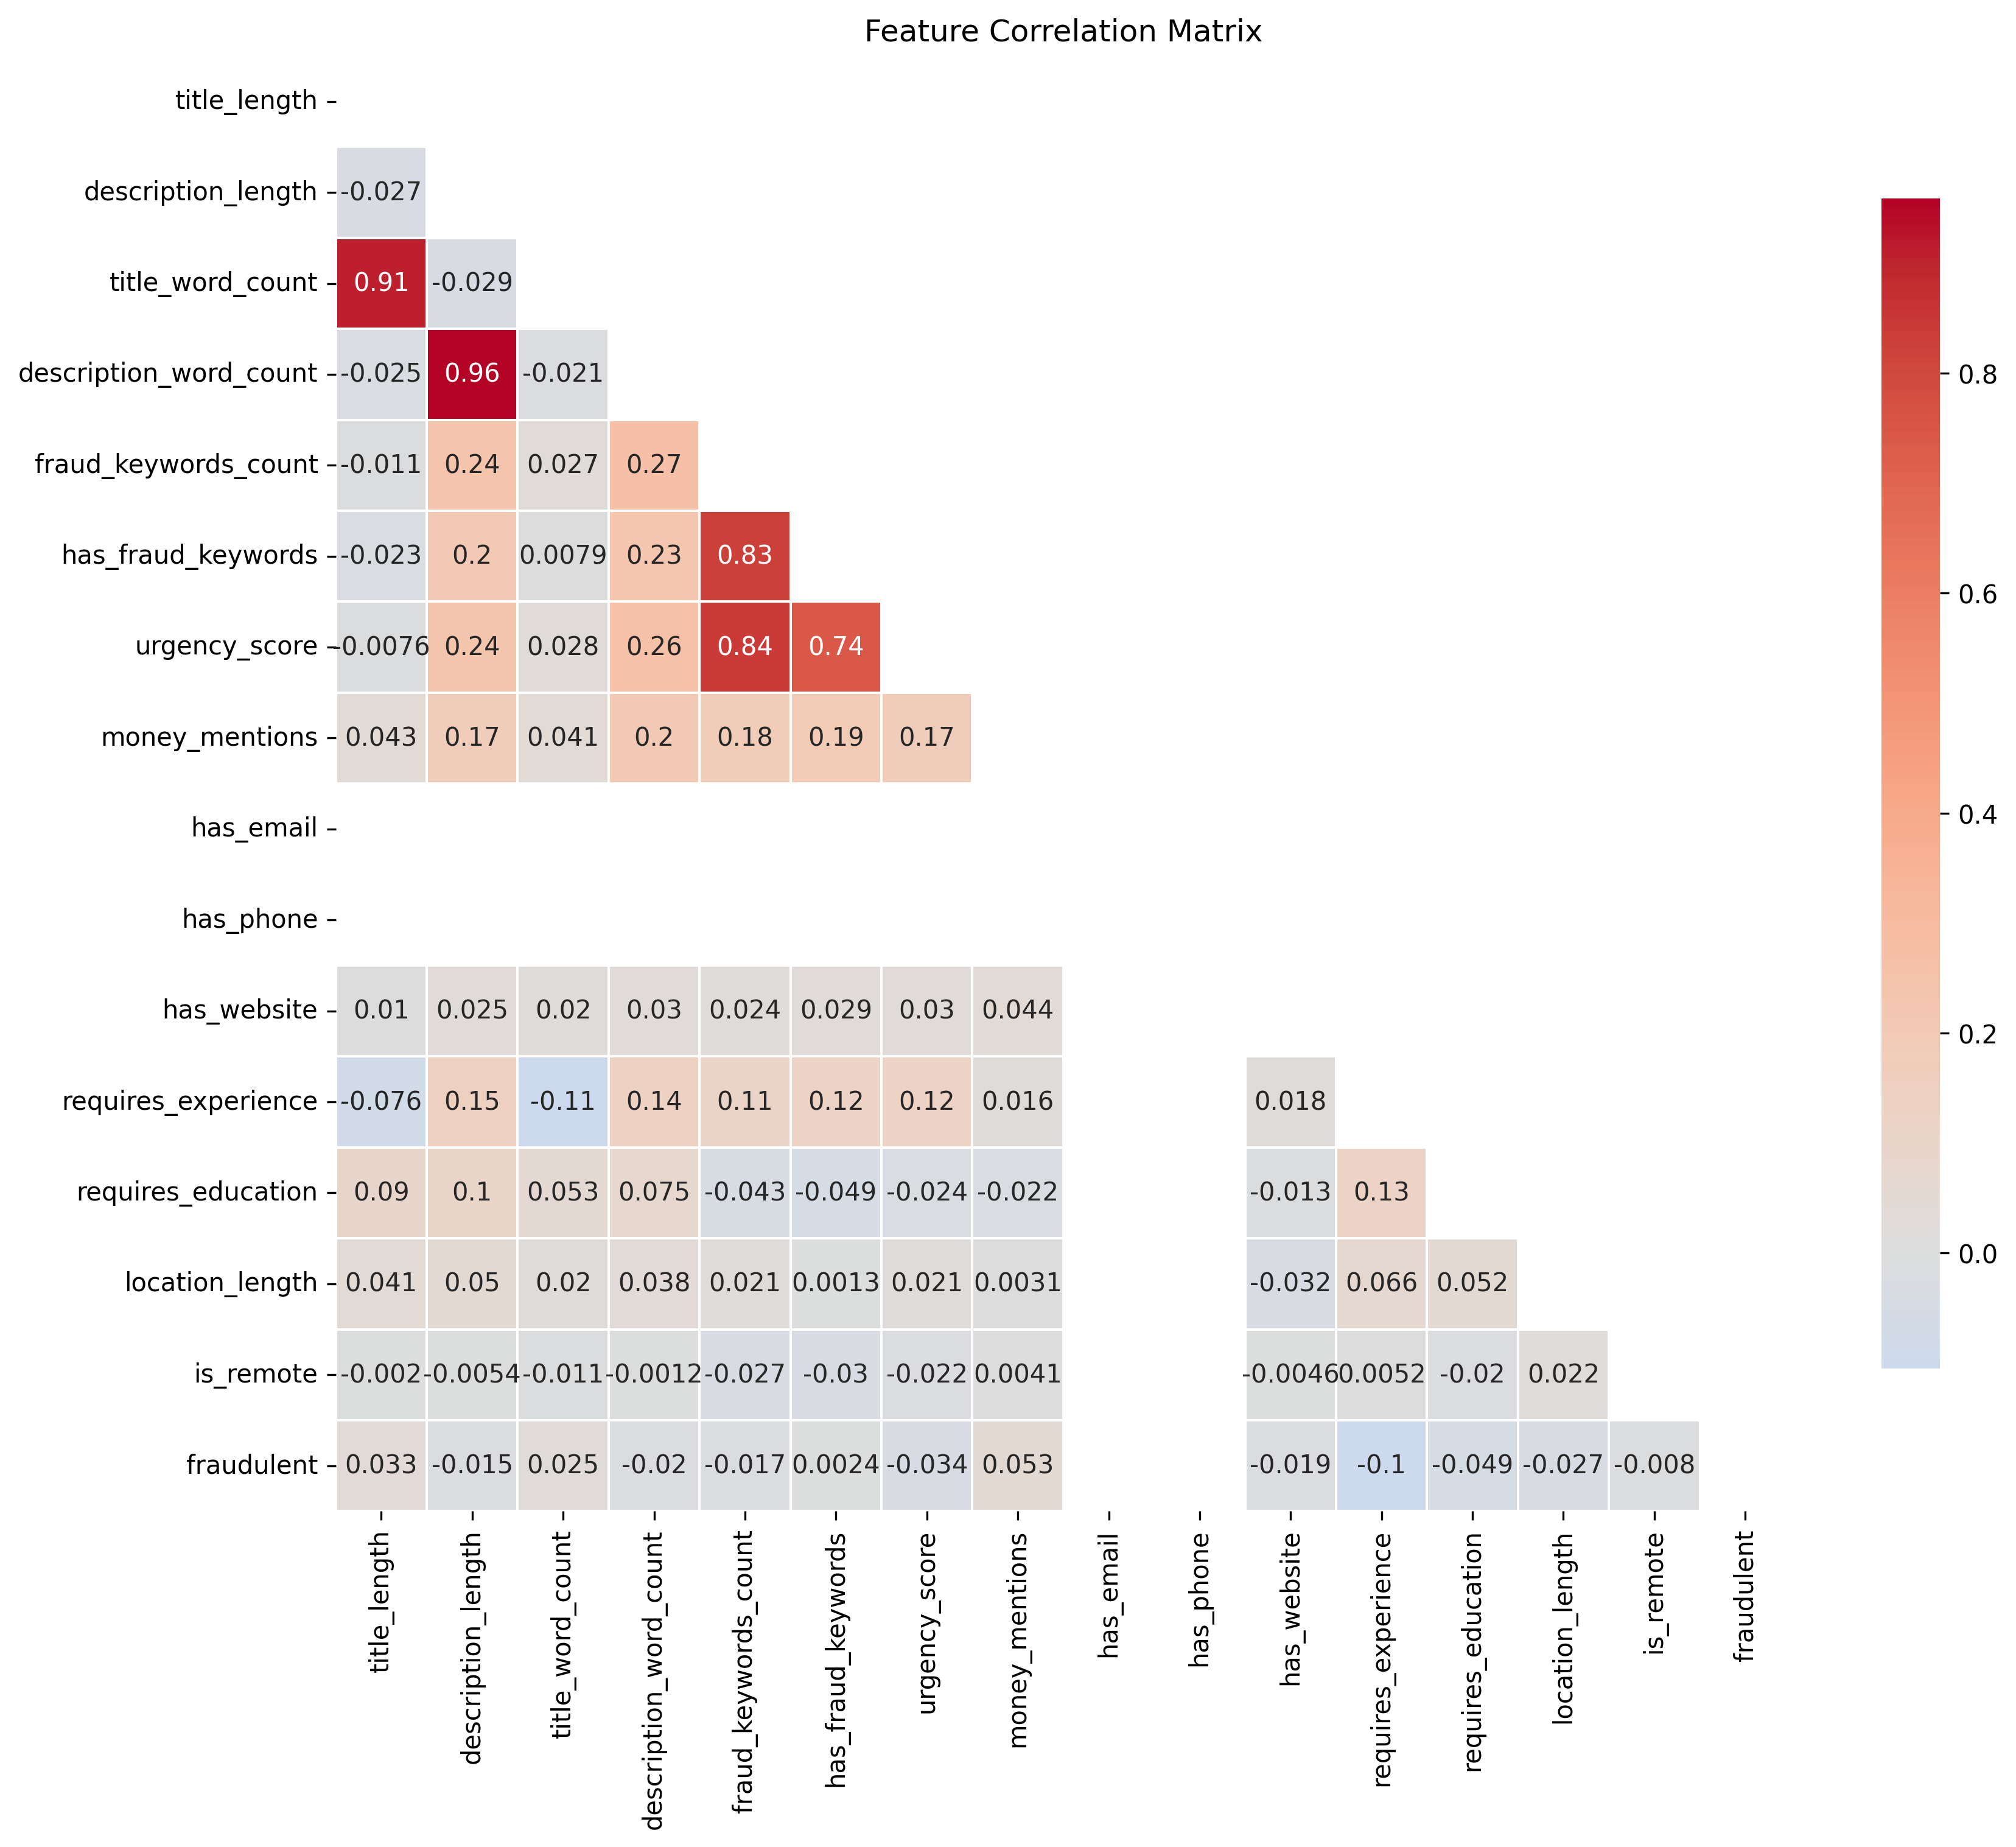 Feature Correlation Matrix
title_length
description_length -0.027
title_word_count 0.91 -0.029
description_word_count -0.025 0.96 -0.021
fraud_keywords_count -0.011 0.24 0.027 0.27
has_fraud_keywords -0.023 0.2 0.0079 0.23 0.83
urgency_score -0.0076 0.24 0.028 0.26 0.84 0.74
money_mentions 0.043 0.17 0.041 0.2 0.18 0.19 0.17
has_email
has_phone
has_website 0.01 0.025 0.02 0.03 0.024 0.029 0.03 0.044
requires_experience -0.076 0.15 -0.11 0.14 0.11 0.12 0.12 0.016 0.018
requires_education 0.09 0.1 0.053 0.075 -0.043 -0.049 -0.024 -0.022 -0.013 0.13
location_length 0.041 0.05 0.02 0.038 0.021 0.0013 0.021 0.0031 -0.032 0.066 0.052
is_remote -0.002 -0.0054 -0.011 -0.0012 -0.027 -0.03 -0.022 0.0041 -0.0046 0.0052 -0.02 0.022
fraudulent 0.033 -0.015 0.025 -0.02 -0.017 0.0024 -0.034 0.053 -0.019 -0.1 -0.049 -0.027 -0.008
title_length
description_length
title_word_count
description_word_count
fraud_keywords_count
has_fraud_keywords
urgency_score
money_mentions
has_email
has_phone
has_website
requires_experience
requires_education
location_length
is_remote
fraudulent
0.8
0.6
0.4
0.2
0.0